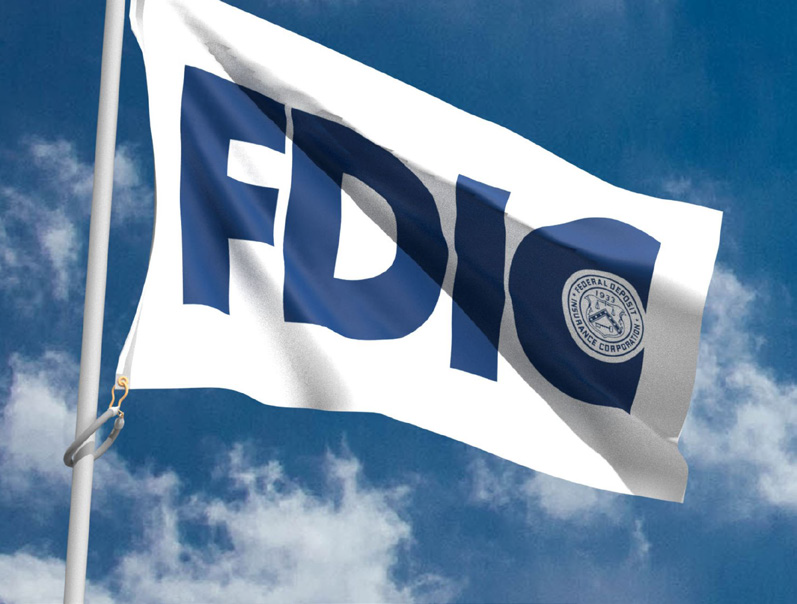 FDIC
FEDERAL DEPOSIT
INSURANCE CORPORATION
1933